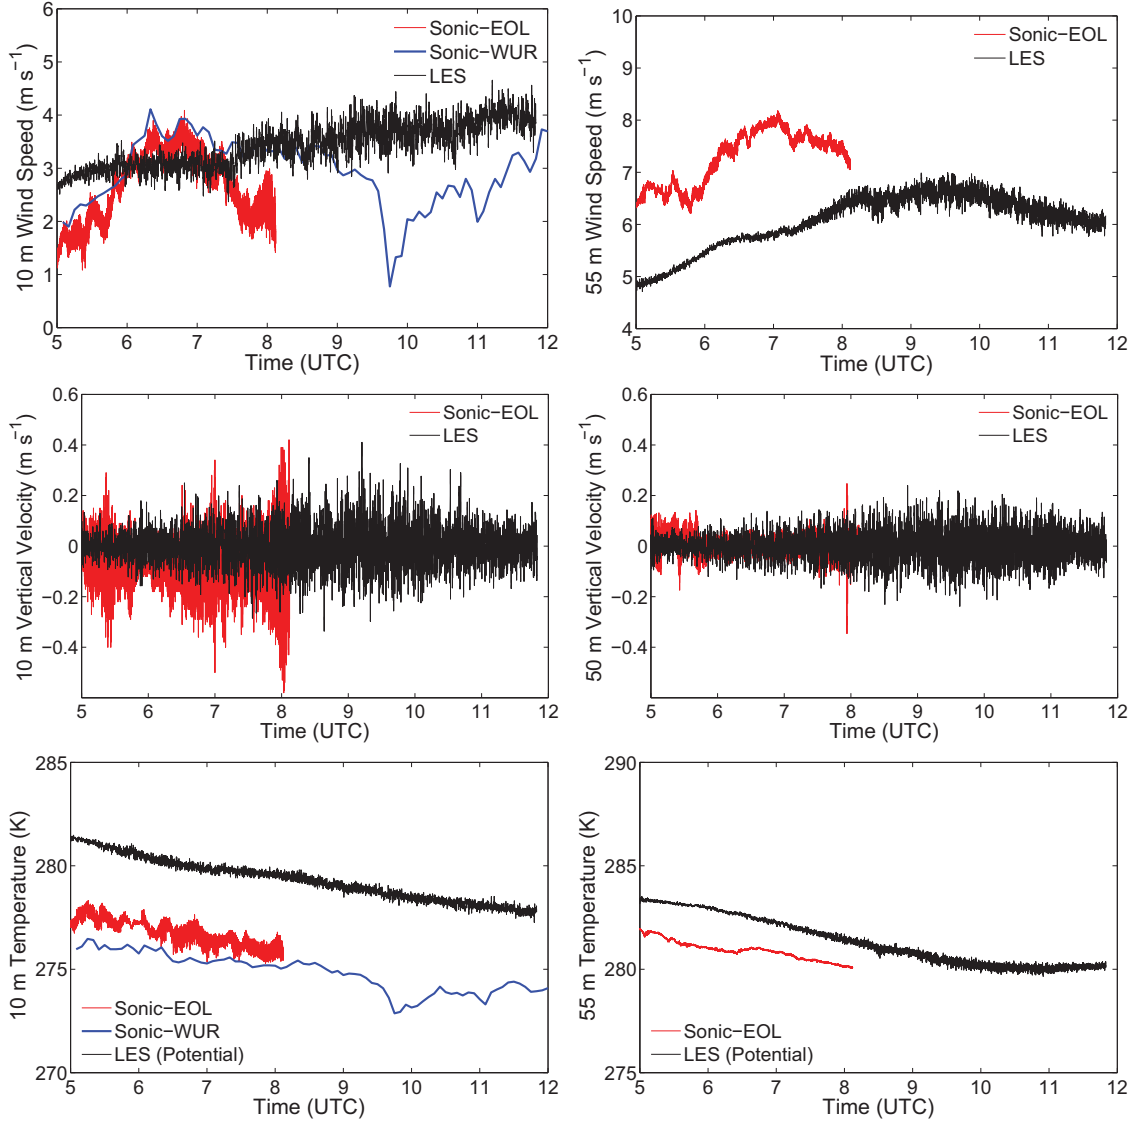 6
5
4
3
2
1
0
10 m Wind Speed (m s⁻¹)
Sonic−EOL
Sonic−WUR
LES
5 6 7 8 9 10 11 12
Time (UTC)
10
9
8
7
6
5
4
55 m Wind Speed (m s⁻¹)
Sonic−EOL
LES
5 6 7 8 9 10 11 12
Time (UTC)
0.6
0.4
0.2
0
−0.2
−0.4
10 m Vertical Velocity (m s⁻¹)
Sonic−EOL
LES
5 6 7 8 9 10 11 12
Time (UTC)
0.6
0.4
0.2
0
−0.2
−0.4
50 m Vertical Velocity (m s⁻¹)
Sonic−EOL
LES
5 6 7 8 9 10 11 12
Time (UTC)
285
280
275
270
10 m Temperature (K)
Sonic−EOL
Sonic−WUR
LES (Potential)
5 6 7 8 9 10 11 12
Time (UTC)
290
285
280
275
55 m Temperature (K)
Sonic−EOL
LES (Potential)
5 6 7 8 9 10 11 12
Time (UTC)